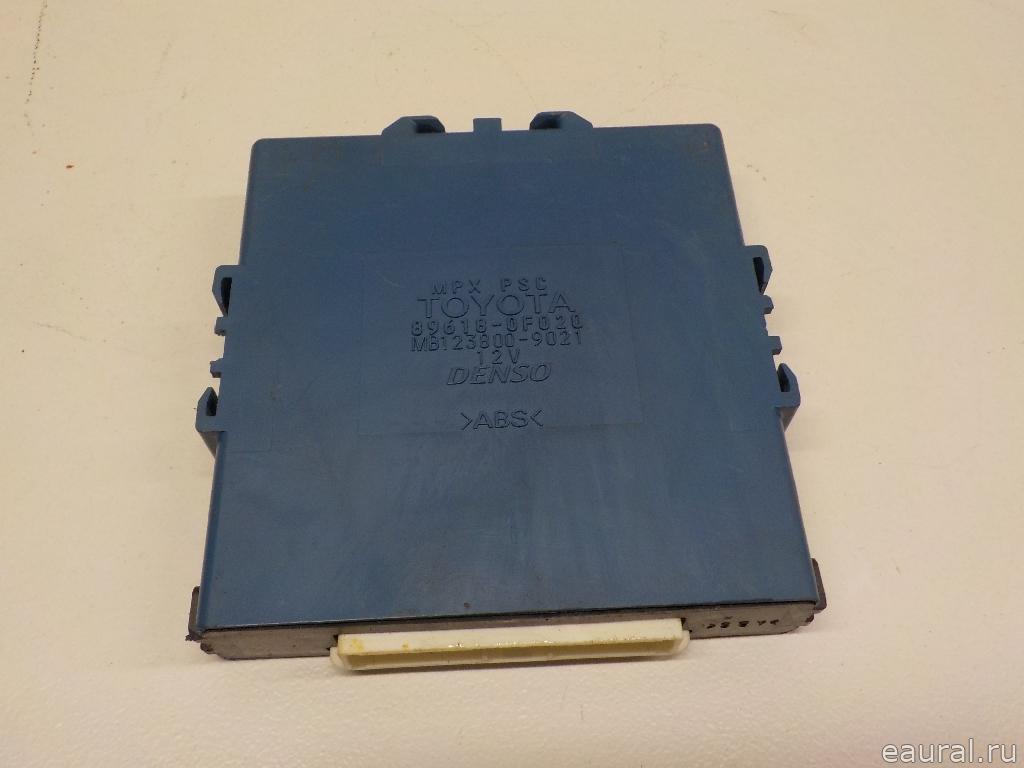 MPX PSC
TOYOTA
89618-0F020
MB123800-9021
12V
DENSO
>ABS<
eaural.ru